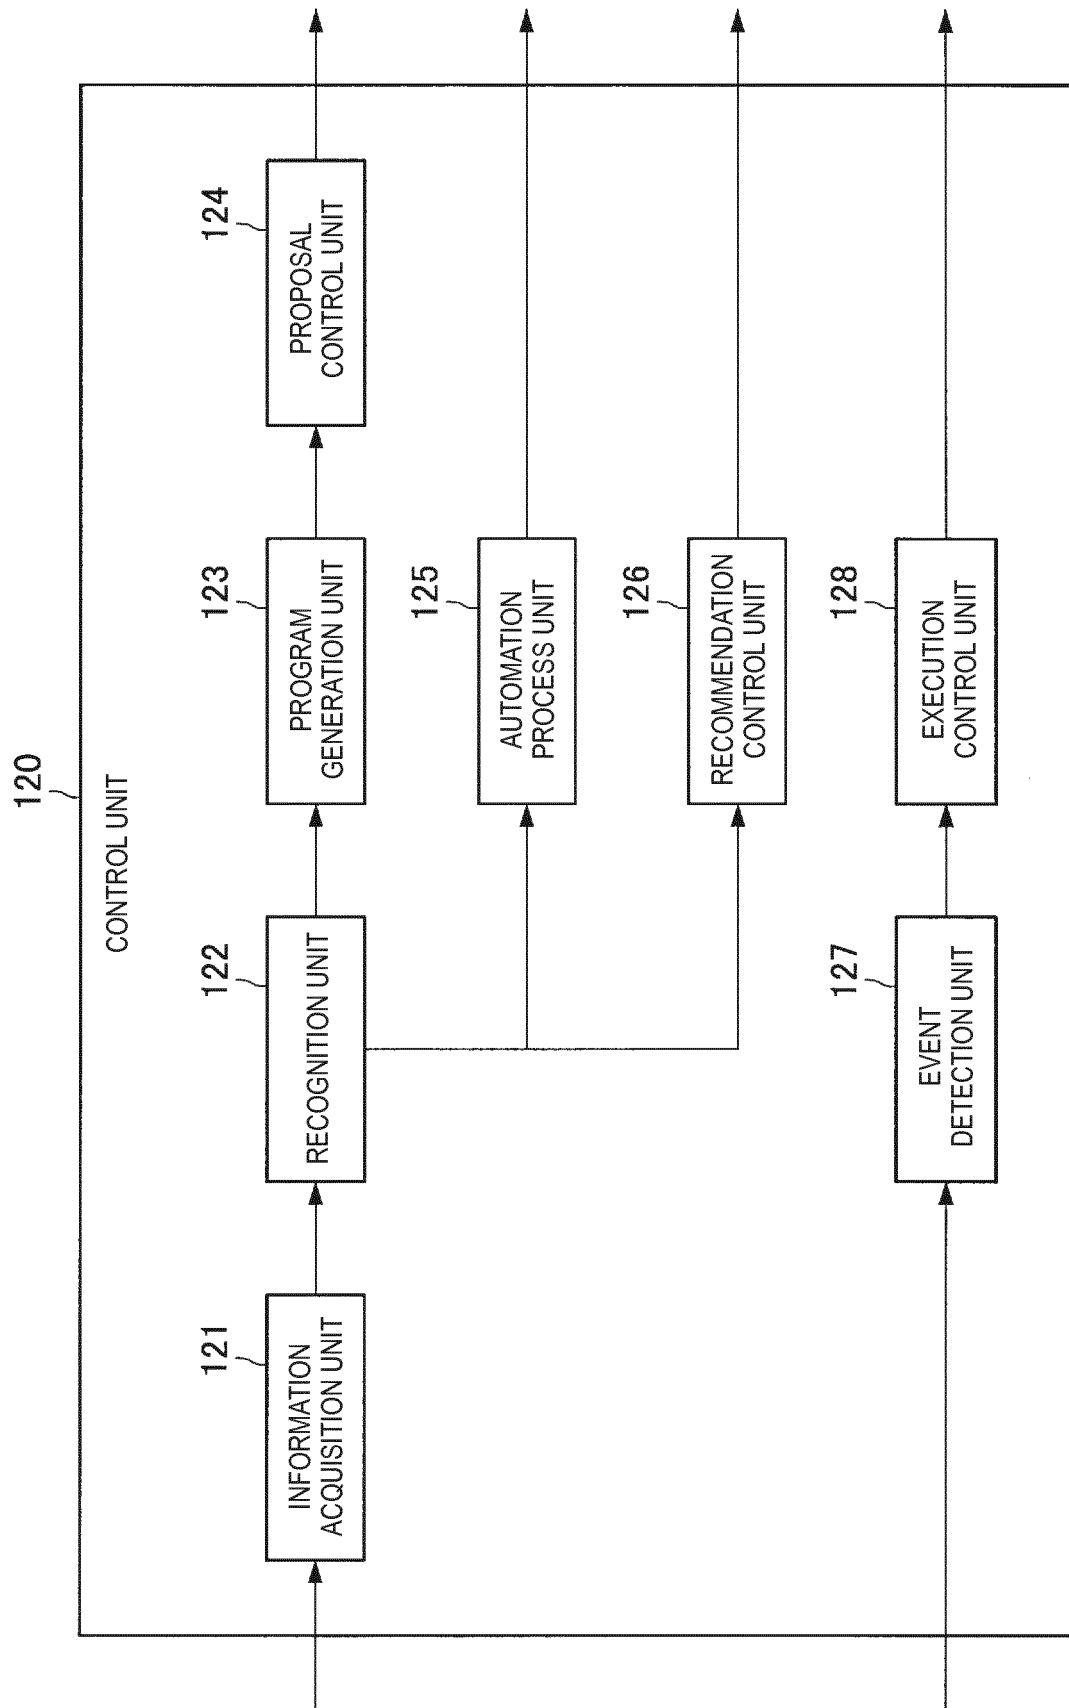 120
CONTROL UNIT
121
INFORMATION
ACQUISITION UNIT
122
RECOGNITION UNIT
123
PROGRAM
GENERATION UNIT
124
PROPOSAL
CONTROL UNIT
125
AUTOMATION
PROCESS UNIT
126
RECOMMENDATION
CONTROL UNIT
127
EVENT
DETECTION UNIT
128
EXECUTION
CONTROL UNIT